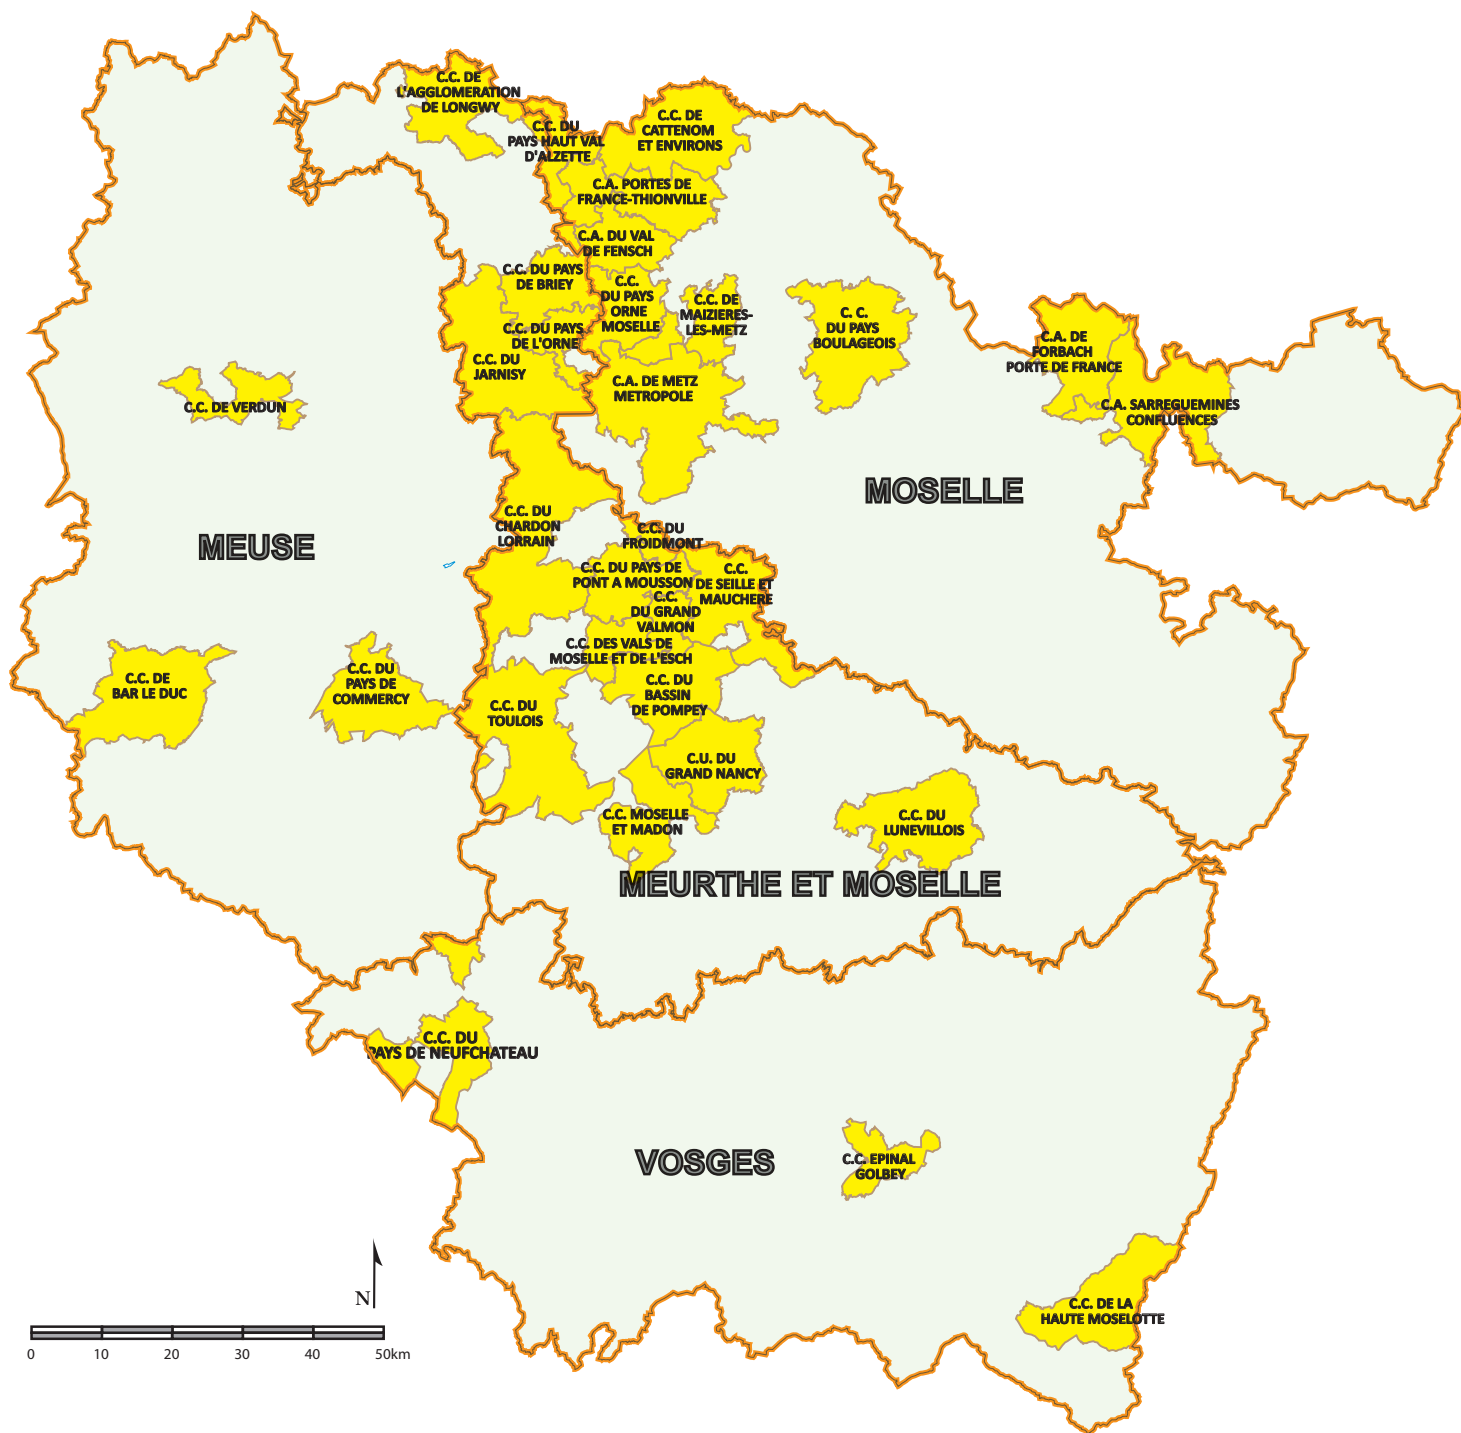 C.C. DE
L'AGGLOMERATION
DE LONGWY
C.C. DU
PAYS HAUT VAL
D'ALZETTE
C.C. DE
CATTENOM
ET ENVIRONS
C.A. PORTES DE
FRANCE-THIONVILLE
C.A. DU VAL
DE FENSCH
C.C. DU PAYS
DE BRIEY
C.C.
DU PAYS
ORNE
MOSELLE
C.C. DE
MAIZIERES-
LES-METZ
C. C.
DU PAYS
BOULAGEOIS
C.C. DU PAYS
DE L'ORNE
C.C. DU
JARNISY
C.A. DE
FORBACH
PORTE DE FRANCE
C.A. DE METZ
METROPOLE
C.C. DE VERDUN
C.A. SARREGUEMINES
CONFLUENCES
MOSELLE
C.C. DU
CHARDON
LORRAIN
MEUSE
C.C. DU
FROIDMONT
C.C. DU PAYS DE
PONT A MOUSSON
C.C.
DE SEILLE ET
MAUCHERE
C.C.
DU GRAND
VALMON
C.C. DES VALS DE
MOSELLE ET DE L'ESCH
C.C. DE
BAR LE DUC
C.C. DU
PAYS DE
COMMERCY
C.C. DU
BASSIN
DE POMPEY
C.C. DU
TOULOIS
C.U. DU
GRAND NANCY
C.C. MOSELLE
ET MADON
C.C. DU
LUNEVILLOIS
MEURTHE ET MOSELLE
C.C. DU
PAYS DE NEUFCHATEAU
VOSGES
C.C. EPINAL
GOLBEY
C.C. DE LA
HAUTE MOSELOTTE
N
0 10 20 30 40 50km